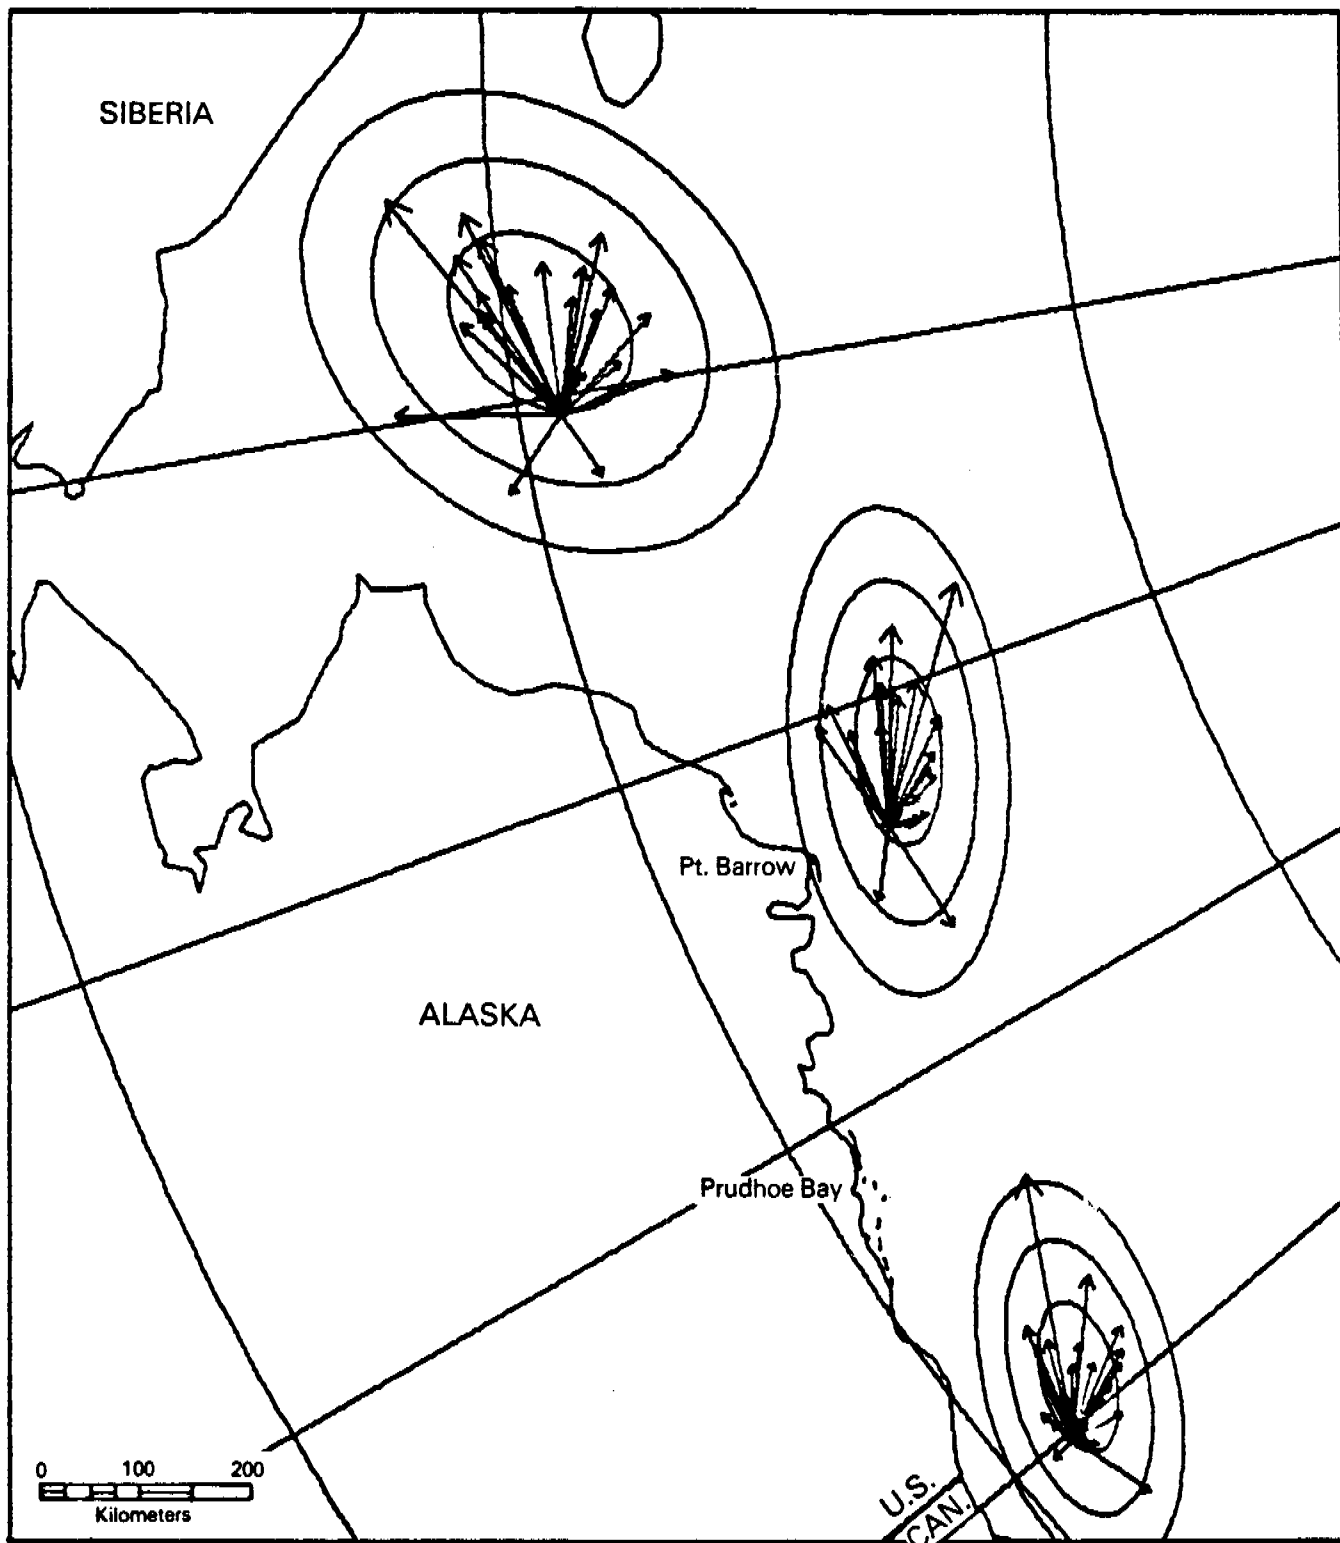 SIBERIA
Pt. Barrow
ALASKA
Prudhoe Bay
0 100 200
Kilometers
U.S.
CAN.